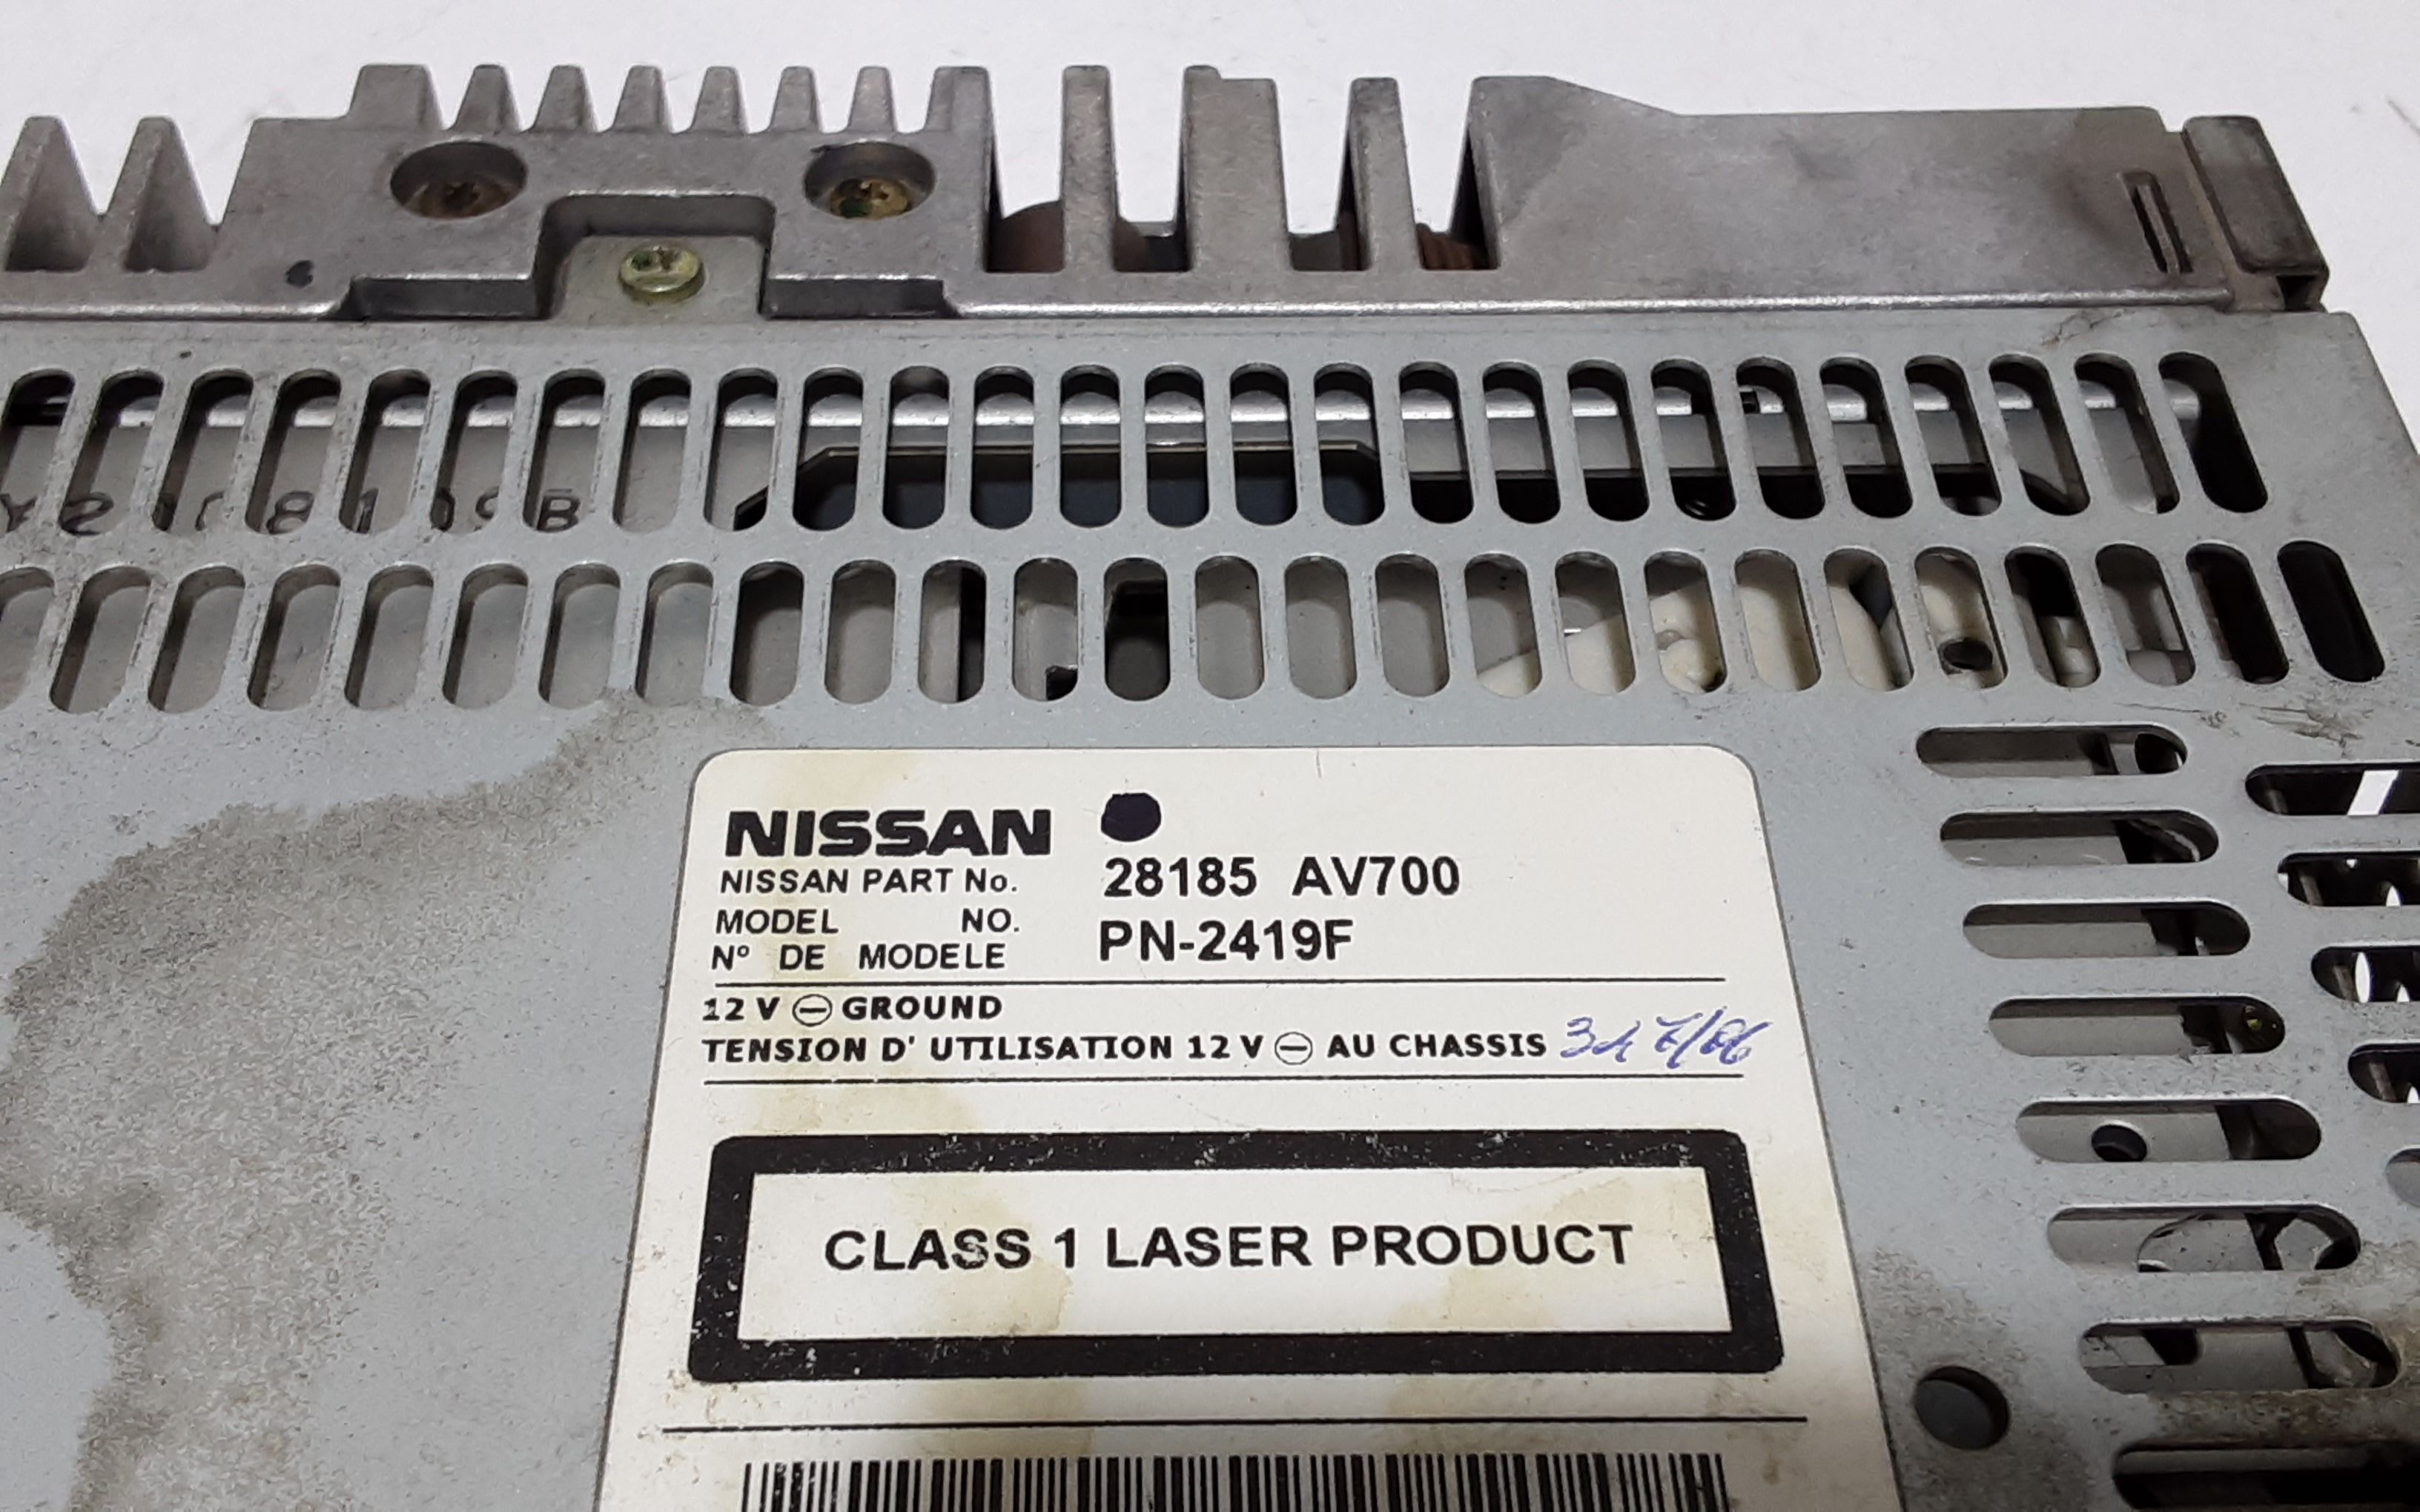 NISSAN
NISSAN PART No. 28185 AV700
MODEL NO.
Nº DE MODELE PN-2419F
12 V ⊖ GROUND
TENSION D' UTILISATION 12 V ⊖ AU CHASSIS
CLASS 1 LASER PRODUCT